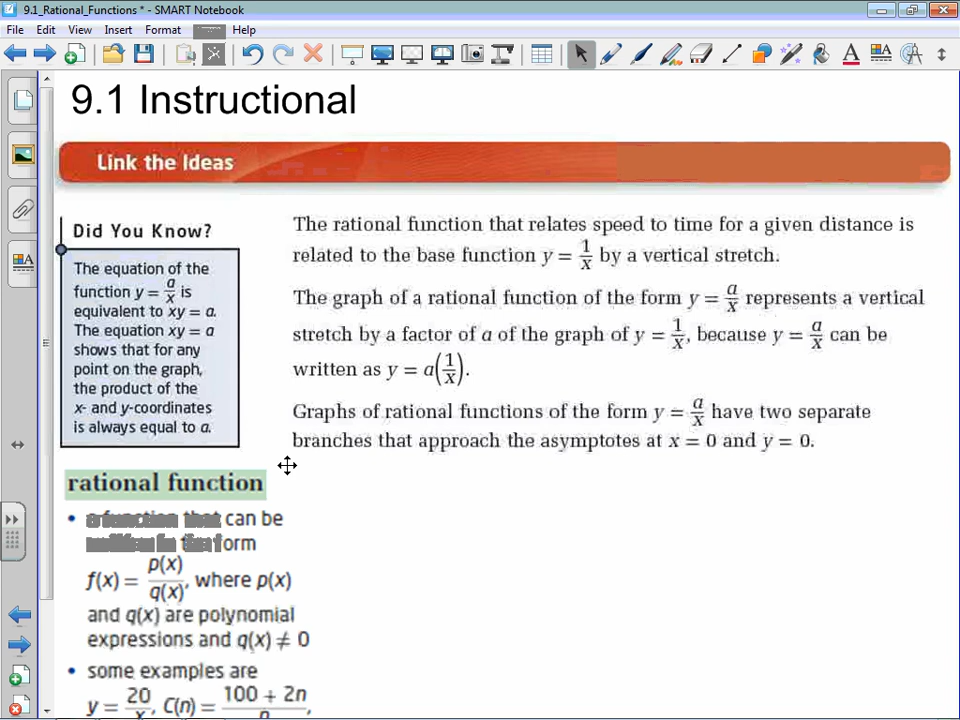 9.1_Rational_Functions * - SMART Notebook
File Edit View Insert Format Help
9.1 Instructional
Link the Ideas
Did You Know?
The equation of the
function y = a/x is
equivalent to xy = a.
The equation xy = a
shows that for any
point on the graph,
the product of the
x- and y-coordinates
is always equal to a.
The rational function that relates speed to time for a given distance is
related to the base function y = 1/x by a vertical stretch.
The graph of a rational function of the form y = a/x represents a vertical
stretch by a factor of a of the graph of y = 1/x, because y = a/x can be
written as y = a(1/x).
Graphs of rational functions of the form y = a/x have two separate
branches that approach the asymptotes at x = 0 and y = 0.
rational function
• a function that can be
written in the form
f(x) = p(x)/q(x), where p(x)
and q(x) are polynomial
expressions and q(x) ≠ 0
• some examples are
y = 20/x, C(n) = (100 + 2n)/n,